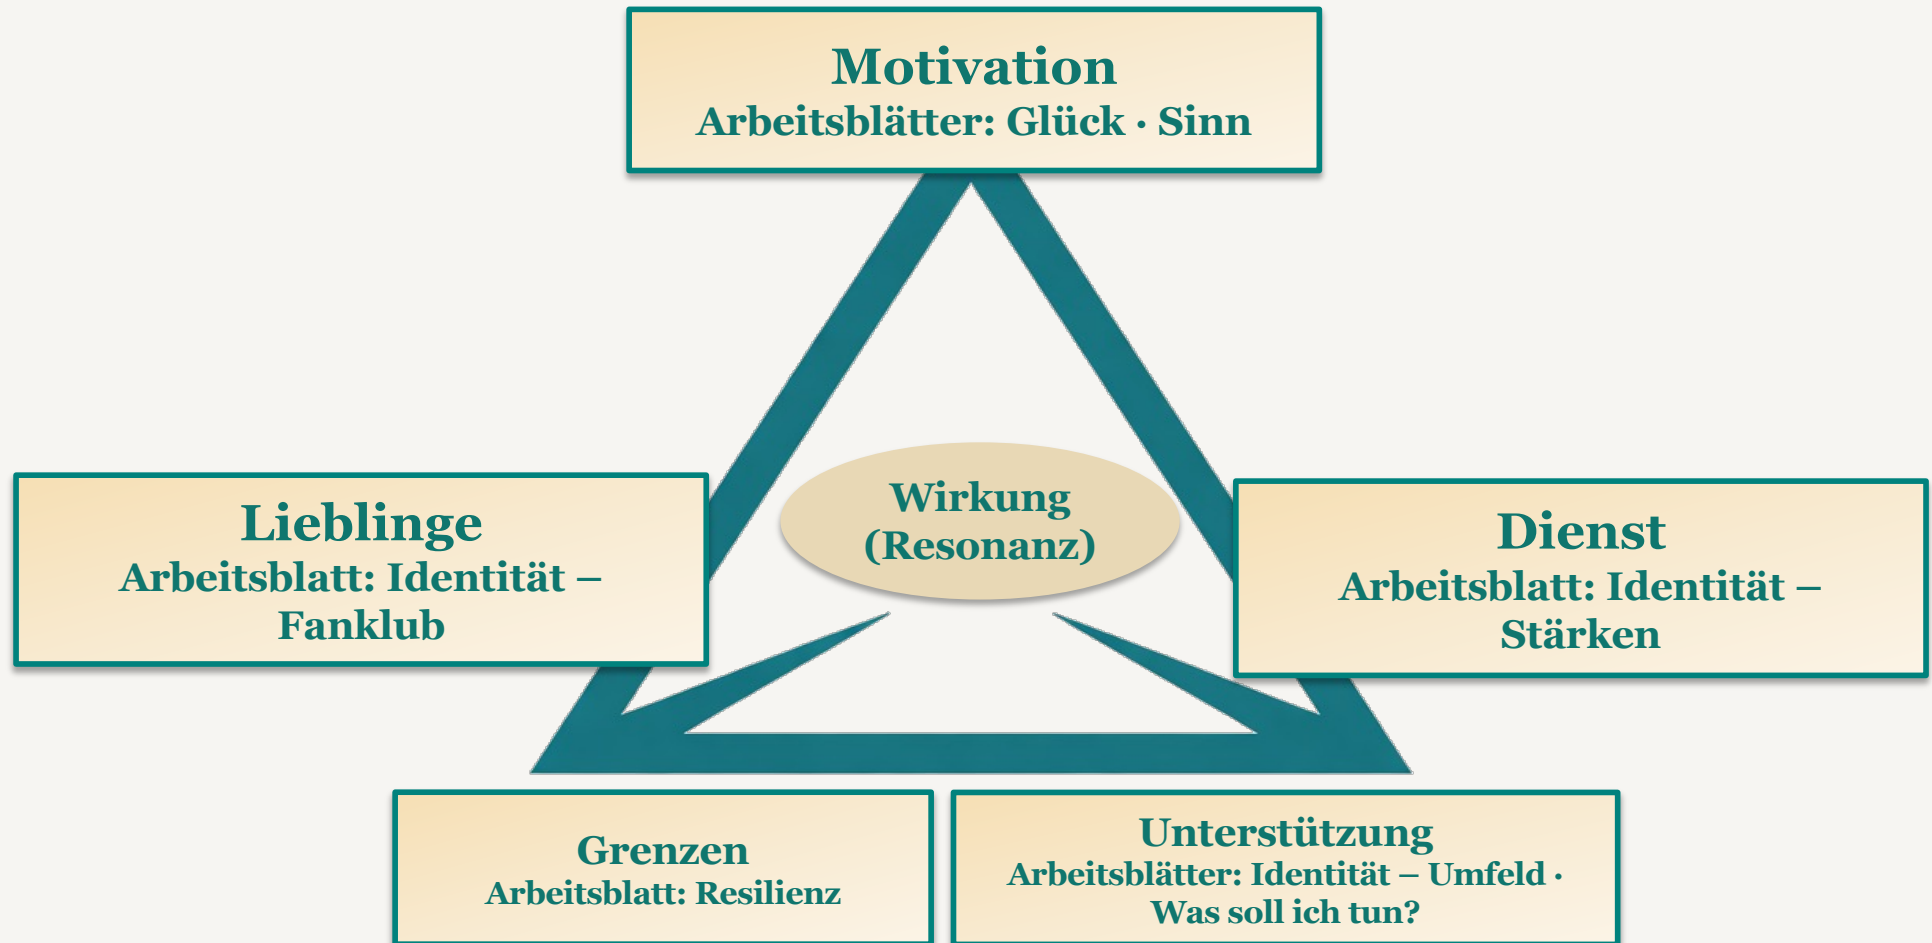 Motivation
Arbeitsblätter: Glück · Sinn
Wirkung
(Resonanz)
Lieblinge
Arbeitsblatt: Identität –
Fanklub
Dienst
Arbeitsblatt: Identität –
Stärken
Grenzen
Arbeitsblatt: Resilienz
Unterstützung
Arbeitsblätter: Identität – Umfeld ·
Was soll ich tun?